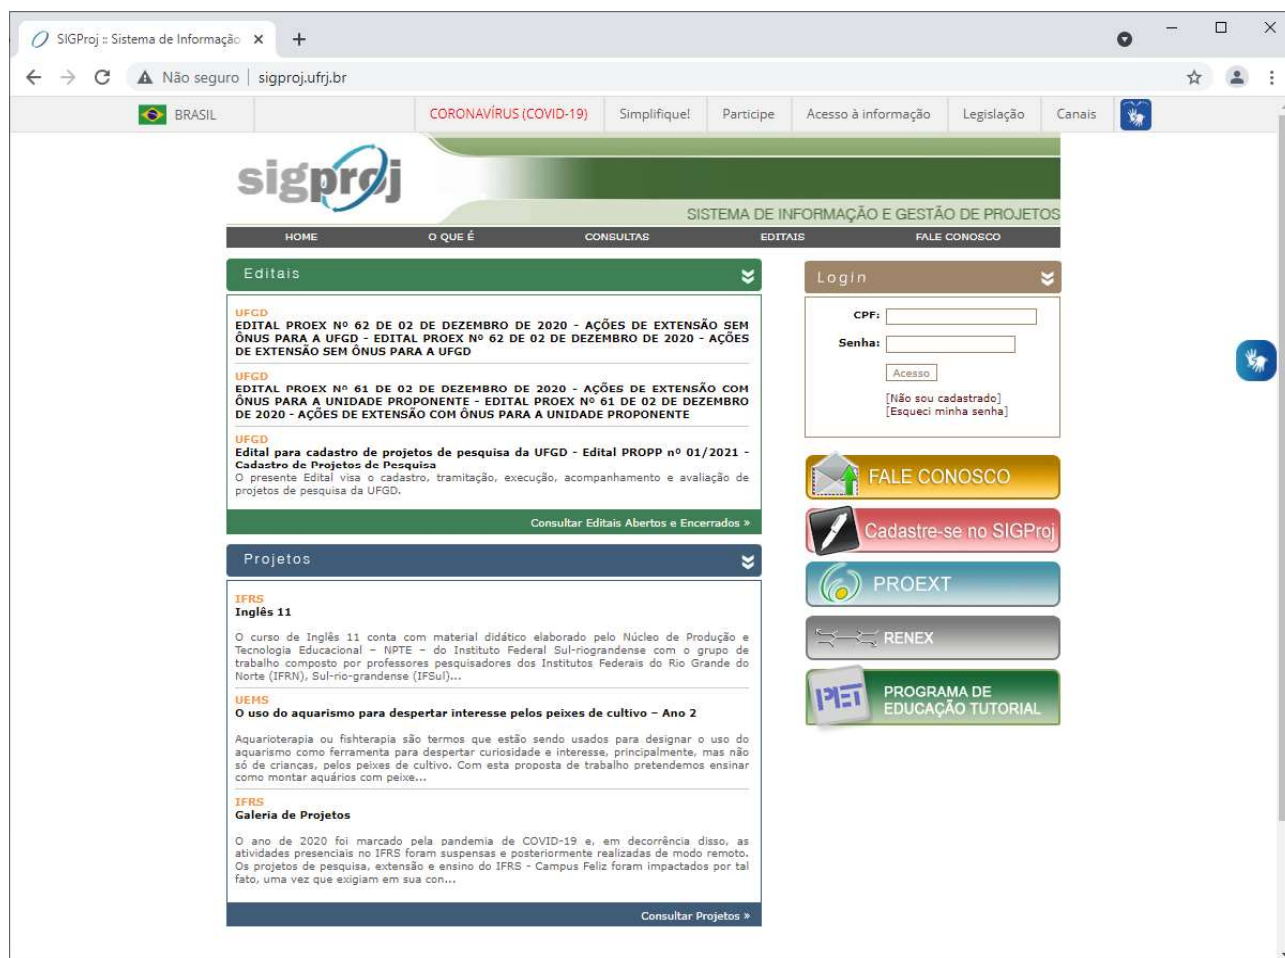 SIGProj :: Sistema de Informação
Não seguro | sigproj.ufrj.br
BRASIL
CORONAVÍRUS (COVID-19)
Simplifique!
Participe
Acesso à informação
Legislação
Canais
sigproj
SISTEMA DE INFORMAÇÃO E GESTÃO DE PROJETOS
HOME
O QUE É
CONSULTAS
EDITAIS
FALE CONOSCO
Editais
UFGD
EDITAL PROEX Nº 62 DE 02 DE DEZEMBRO DE 2020 - AÇÕES DE EXTENSÃO SEM
ÔNUS PARA A UFGD - EDITAL PROEX Nº 62 DE 02 DE DEZEMBRO DE 2020 - AÇÕES
DE EXTENSÃO SEM ÔNUS PARA A UFGD
UFGD
EDITAL PROEX Nº 61 DE 02 DE DEZEMBRO DE 2020 - AÇÕES DE EXTENSÃO COM
ÔNUS PARA A UNIDADE PROPONENTE - EDITAL PROEX Nº 61 DE 02 DE DEZEMBRO
DE 2020 - AÇÕES DE EXTENSÃO COM ÔNUS PARA A UNIDADE PROPONENTE
UFGD
Edital para cadastro de projetos de pesquisa da UFGD - Edital PROPP nº 01/2021 -
Cadastro de Projetos de Pesquisa
O presente Edital visa o cadastro, tramitação, execução, acompanhamento e avaliação de
projetos de pesquisa da UFGD.
Consultar Editais Abertos e Encerrados »
Projetos
IFRS
Inglês 11
O curso de Inglês 11 conta com material didático elaborado pelo Núcleo de Produção e
Tecnologia Educacional – NPTE – do Instituto Federal Sul-riograndense com o grupo de
trabalho composto por professores pesquisadores dos Institutos Federais do Rio Grande do
Norte (IFRN), Sul-rio-grandense (IFSul)...
UEMS
O uso do aquarismo para despertar interesse pelos peixes de cultivo – Ano 2
Aquarioterapia ou fishterapia são termos que estão sendo usados para designar o uso do
aquarismo como ferramenta para despertar curiosidade e interesse, principalmente, mas não
só de crianças, pelos peixes de cultivo. Com esta proposta de trabalho pretendemos ensinar
como montar aquários com peixe...
IFRS
Galeria de Projetos
O ano de 2020 foi marcado pela pandemia de COVID-19 e, em decorrência disso, as
atividades presenciais no IFRS foram suspensas e posteriormente realizadas de modo remoto.
Os projetos de pesquisa, extensão e ensino do IFRS - Campus Feliz foram impactados por tal
fato, uma vez que exigiam em sua con...
Consultar Projetos »
Login
CPF:
Senha:
Acesso
[Não sou cadastrado]
[Esqueci minha senha]
FALE CONOSCO
Cadastre-se no SIGProj
PROEXT
RENEX
PET
PROGRAMA DE
EDUCAÇÃO TUTORIAL